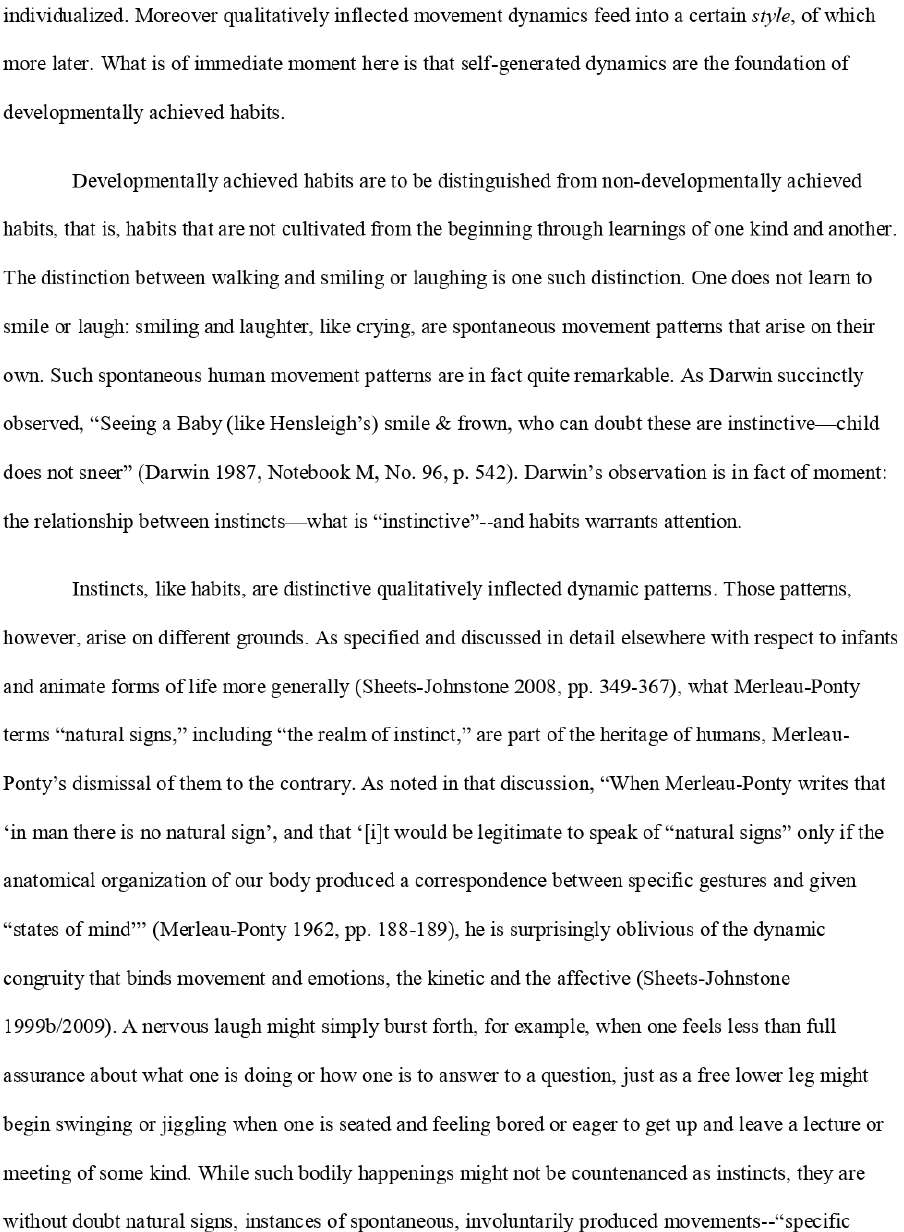 individualized. Moreover qualitatively inflected movement dynamics feed into a certain style, of which
more later. What is of immediate moment here is that self-generated dynamics are the foundation of
developmentally achieved habits.
Developmentally achieved habits are to be distinguished from non-developmentally achieved
habits, that is, habits that are not cultivated from the beginning through learnings of one kind and another.
The distinction between walking and smiling or laughing is one such distinction. One does not learn to
smile or laugh: smiling and laughter, like crying, are spontaneous movement patterns that arise on their
own. Such spontaneous human movement patterns are in fact quite remarkable. As Darwin succinctly
observed, “Seeing a Baby (like Hensleigh’s) smile & frown, who can doubt these are instinctive—child
does not sneer” (Darwin 1987, Notebook M, No. 96, p. 542). Darwin’s observation is in fact of moment:
the relationship between instincts—what is “instinctive”--and habits warrants attention.
Instincts, like habits, are distinctive qualitatively inflected dynamic patterns. Those patterns,
however, arise on different grounds. As specified and discussed in detail elsewhere with respect to infants
and animate forms of life more generally (Sheets-Johnstone 2008, pp. 349-367), what Merleau-Ponty
terms “natural signs,” including “the realm of instinct,” are part of the heritage of humans, Merleau-
Ponty’s dismissal of them to the contrary. As noted in that discussion, “When Merleau-Ponty writes that
‘in man there is no natural sign’, and that ‘[i]t would be legitimate to speak of “natural signs” only if the
anatomical organization of our body produced a correspondence between specific gestures and given
“states of mind”’ (Merleau-Ponty 1962, pp. 188-189), he is surprisingly oblivious of the dynamic
congruity that binds movement and emotions, the kinetic and the affective (Sheets-Johnstone
1999b/2009). A nervous laugh might simply burst forth, for example, when one feels less than full
assurance about what one is doing or how one is to answer to a question, just as a free lower leg might
begin swinging or jiggling when one is seated and feeling bored or eager to get up and leave a lecture or
meeting of some kind. While such bodily happenings might not be countenanced as instincts, they are
without doubt natural signs, instances of spontaneous, involuntarily produced movements--“specific